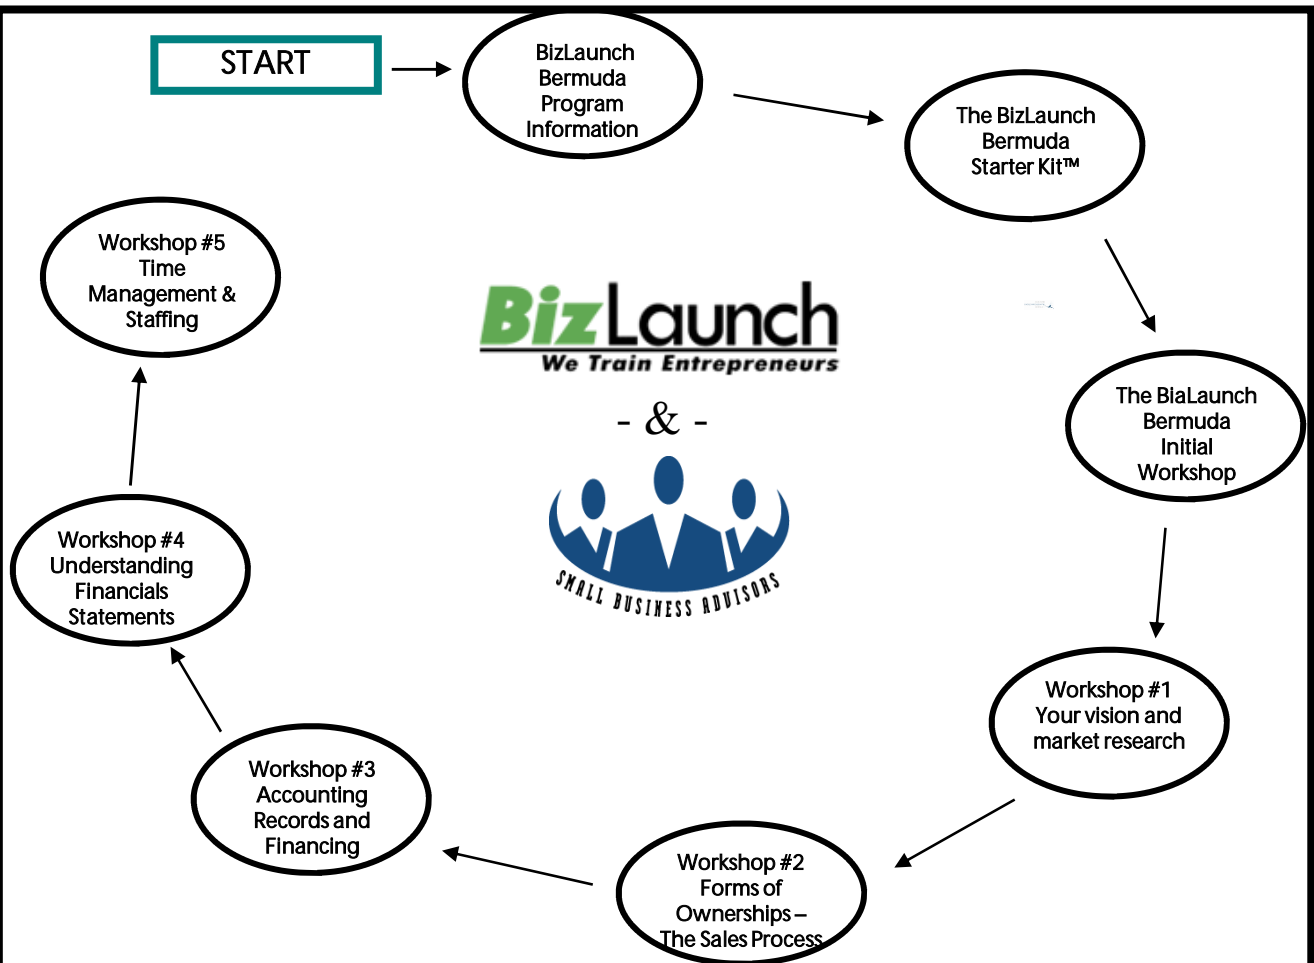 START
BizLaunch
Bermuda
Program
Information
The BizLaunch
Bermuda
Starter Kit™
The BiaLaunch
Bermuda
Initial
Workshop
Workshop #1
Your vision and
market research
Workshop #2
Forms of
Ownerships –
The Sales Process
Workshop #3
Accounting
Records and
Financing
Workshop #4
Understanding
Financials
Statements
Workshop #5
Time
Management &
Staffing
BizLaunch
We Train Entrepreneurs
- & -
SMALL BUSINESS ADVISORS